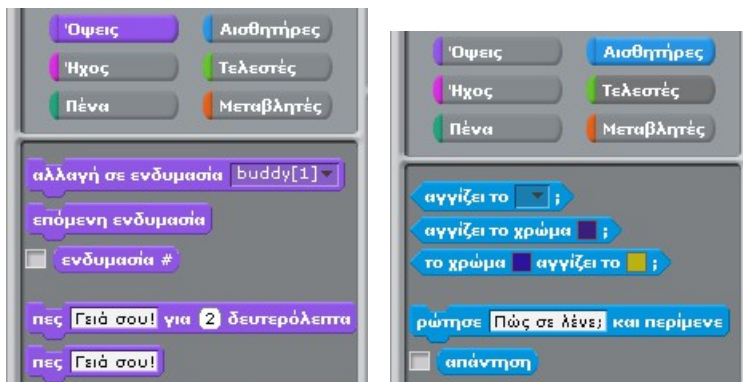 'Όψεις Αισθητήρες
'Ήχος Τελεστές
Πένα Μεταβλητές
αλλαγή σε ενδυμασία buddy[1]
επόμενη ενδυμασία
ενδυμασία #
πες Γειά σου! για 2 δευτερόλεπτα
πες Γειά σου!
'Όψεις Αισθητήρες
'Ήχος Τελεστές
Πένα Μεταβλητές
αγγίζει το ;
αγγίζει το χρώμα ;
το χρώμα αγγίζει το ;
ρώτησε Πώς σε λένε; και περίμενε
απάντηση